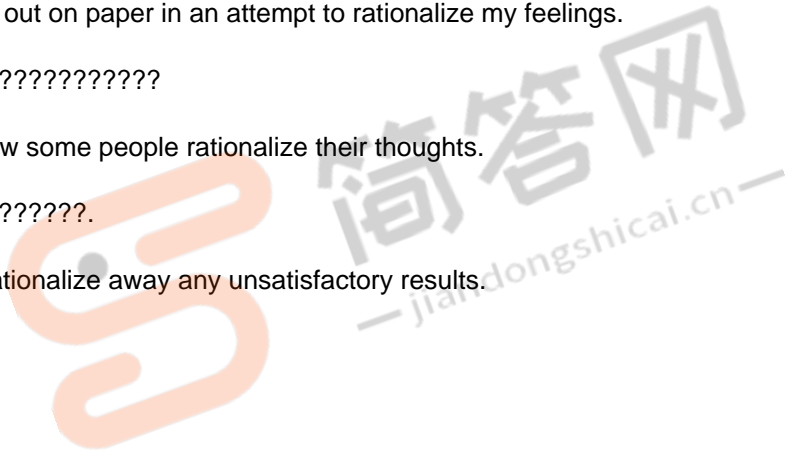 out on paper in an attempt to rationalize my feelings.
???????????
some people rationalize their thoughts.
??????.
rationalize away any unsatisfactory results.
简答网
jiandongshicai.cn